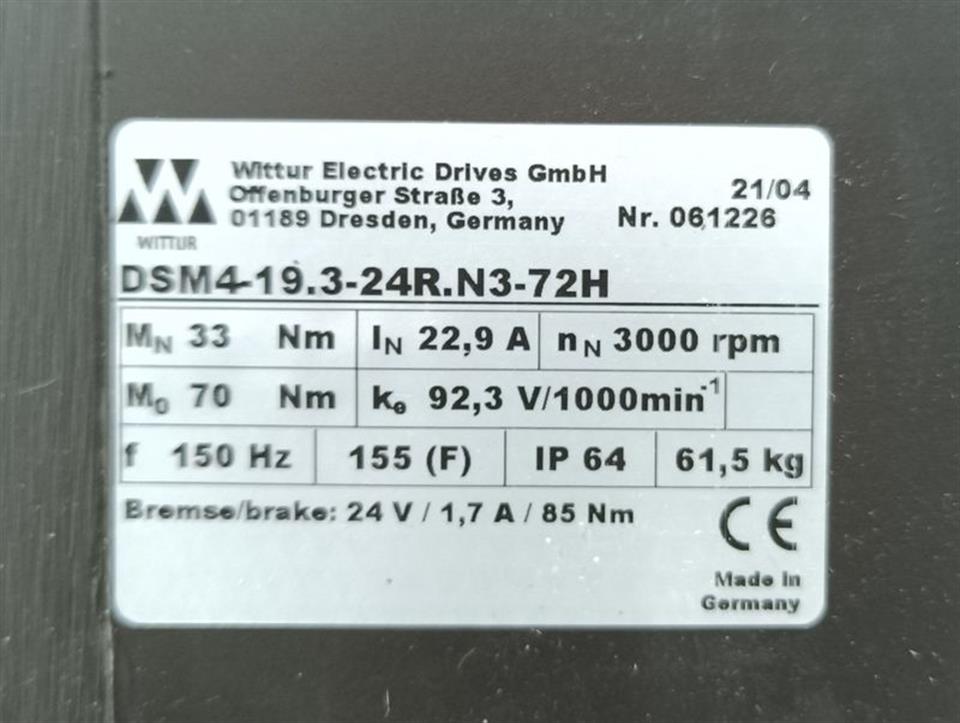 Wittur Electric Drives GmbH
Offenburger Straße 3,
01189 Dresden, Germany
21/04
Nr. 061226
WITTUR
DSM4-19.3-24R.N3-72H
MN 33 Nm IN 22,9 A nN 3000 rpm
M0 70 Nm ke 92,3 V/1000min-1
f 150 Hz 155 (F) IP 64 61,5 kg
Bremse/brake: 24 V / 1,7 A / 85 Nm
CE
Made in
Germany